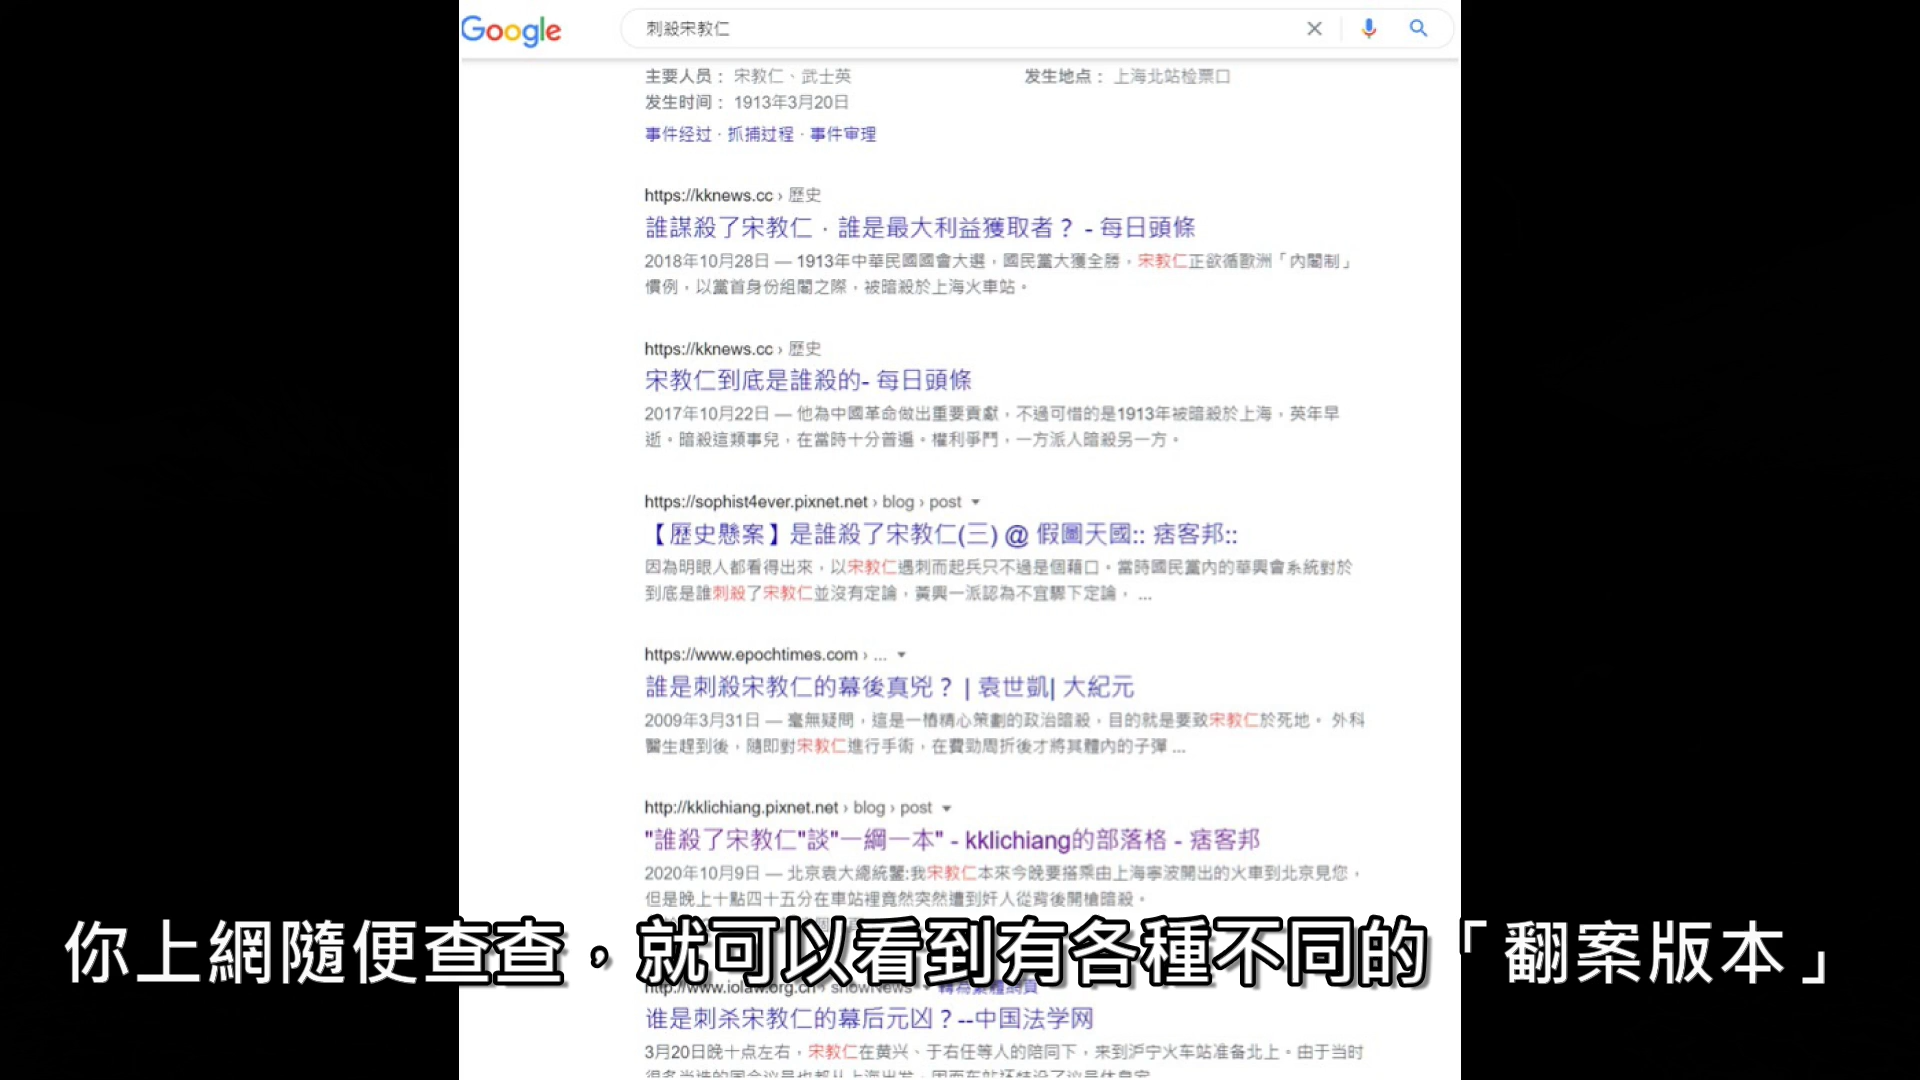 Google
刺殺宋教仁
主要人员： 宋教仁、武士英
发生地点： 上海北站检票口
发生时间： 1913年3月20日
事件经过 · 抓捕过程 · 事件审理
https://kknews.cc › 歷史
誰謀殺了宋教仁．誰是最大利益獲取者？ - 每日頭條
2018年10月28日 — 1913年中華民國國會大選，國民黨大獲全勝，宋教仁正欲循歐洲「內閣制」
慣例，以黨首身份組閣之際，被暗殺於上海火車站。
https://kknews.cc › 歷史
宋教仁到底是誰殺的- 每日頭條
2017年10月22日 — 他為中國革命做出重要貢獻，不過可惜的是1913年被暗殺於上海，英年早
逝。暗殺這類事兒，在當時十分普遍。權利爭鬥，一方派人暗殺另一方。
https://sophist4ever.pixnet.net › blog › post
【歷史懸案】是誰殺了宋教仁(三) @ 假圖天國:: 痞客邦::
因為明眼人都看得出來，以宋教仁遇刺而起兵只不過是個藉口。當時國民黨內的華興會系統對於
到底是誰刺殺了宋教仁並沒有定論，黃興一派認為不宜驟下定論， ...
https://www.epochtimes.com › ...
誰是刺殺宋教仁的幕後真兇？ | 袁世凱| 大紀元
2009年3月31日 — 毫無疑問，這是一樁精心策劃的政治暗殺，目的就是要致宋教仁於死地。 外科
醫生趕到後，隨即對宋教仁進行手術，在費勁周折後才將其體內的子彈 ...
http://kklichiang.pixnet.net › blog › post
"誰殺了宋教仁"談"一綱一本" - kklichiang的部落格 - 痞客邦
2020年10月9日 — 北京袁大總統鑒:我宋教仁本來今晚要搭乘由上海寧波開出的火車到北京見您，
但是晚上十點四十五分在車站裡竟然突然遭到奸人從背後開槍暗殺。
你上網隨便查查，就可以看到有各種不同的「翻案版本」
http://www.iolaw.org.cn › showNews 轉為繁體網頁
谁是刺杀宋教仁的幕后元凶？--中国法学网
3月20日晚十点左右，宋教仁在黄兴、于右任等人的陪同下，来到沪宁火车站准备北上。由于当时